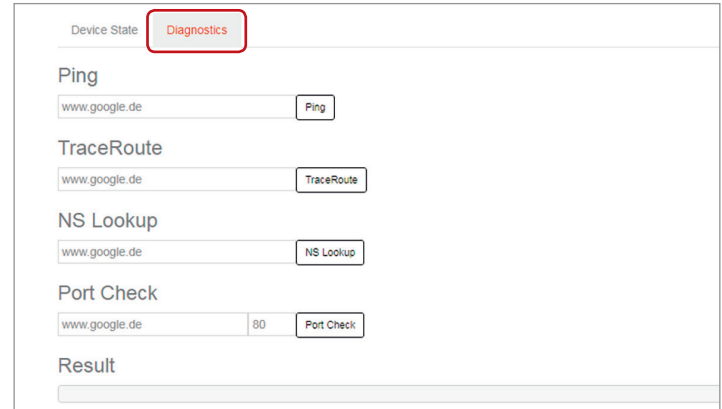 Device State Diagnostics
Ping
www.google.de Ping
TraceRoute
www.google.de TraceRoute
NS Lookup
www.google.de NS Lookup
Port Check
www.google.de 80 Port Check
Result